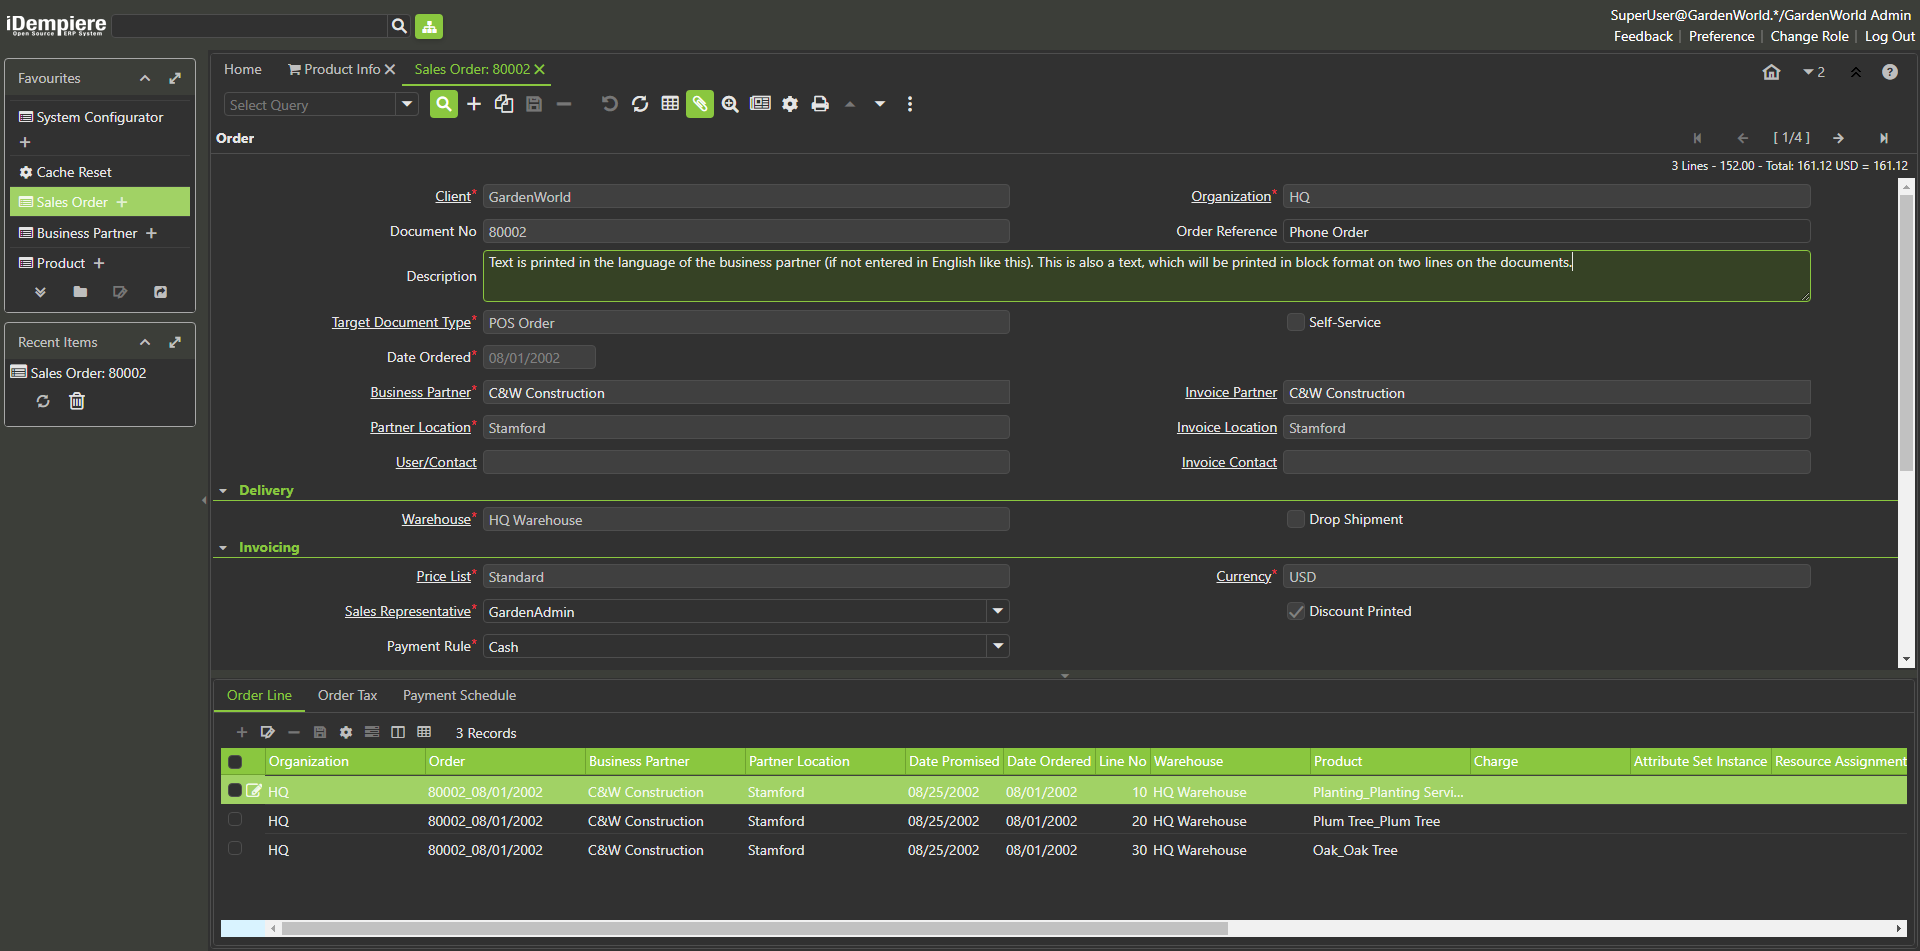 iDempiere
Open Source ERP System
SuperUser@GardenWorld.*/GardenWorld Admin
Feedback | Preference | Change Role | Log Out
Favourites
System Configurator
Cache Reset
Sales Order
Business Partner
Product
Recent Items
Sales Order: 80002
Home Product Info Sales Order: 80002
2
Select Query
Order
[ 1/4 ]
3 Lines - 152.00 - Total: 161.12 USD = 161.12
Client* GardenWorld Organization* HQ
Document No 80002 Order Reference Phone Order
Description Text is printed in the language of the business partner (if not entered in English like this). This is also a text, which will be printed in block format on two lines on the documents.
Target Document Type* POS Order Self-Service
Date Ordered* 08/01/2002
Business Partner* C&W Construction Invoice Partner C&W Construction
Partner Location* Stamford Invoice Location Stamford
User/Contact Invoice Contact
Delivery
Warehouse* HQ Warehouse Drop Shipment
Invoicing
Price List* Standard Currency* USD
Sales Representative* GardenAdmin Discount Printed
Payment Rule* Cash
Order Line Order Tax Payment Schedule
3 Records
Organization Order Business Partner Partner Location Date Promised Date Ordered Line No Warehouse Product Charge Attribute Set Instance Resource Assignment
HQ 80002_08/01/2002 C&W Construction Stamford 08/25/2002 08/01/2002 10 HQ Warehouse Planting_Planting Servi...
HQ 80002_08/01/2002 C&W Construction Stamford 08/25/2002 08/01/2002 20 HQ Warehouse Plum Tree_Plum Tree
HQ 80002_08/01/2002 C&W Construction Stamford 08/25/2002 08/01/2002 30 HQ Warehouse Oak_Oak Tree